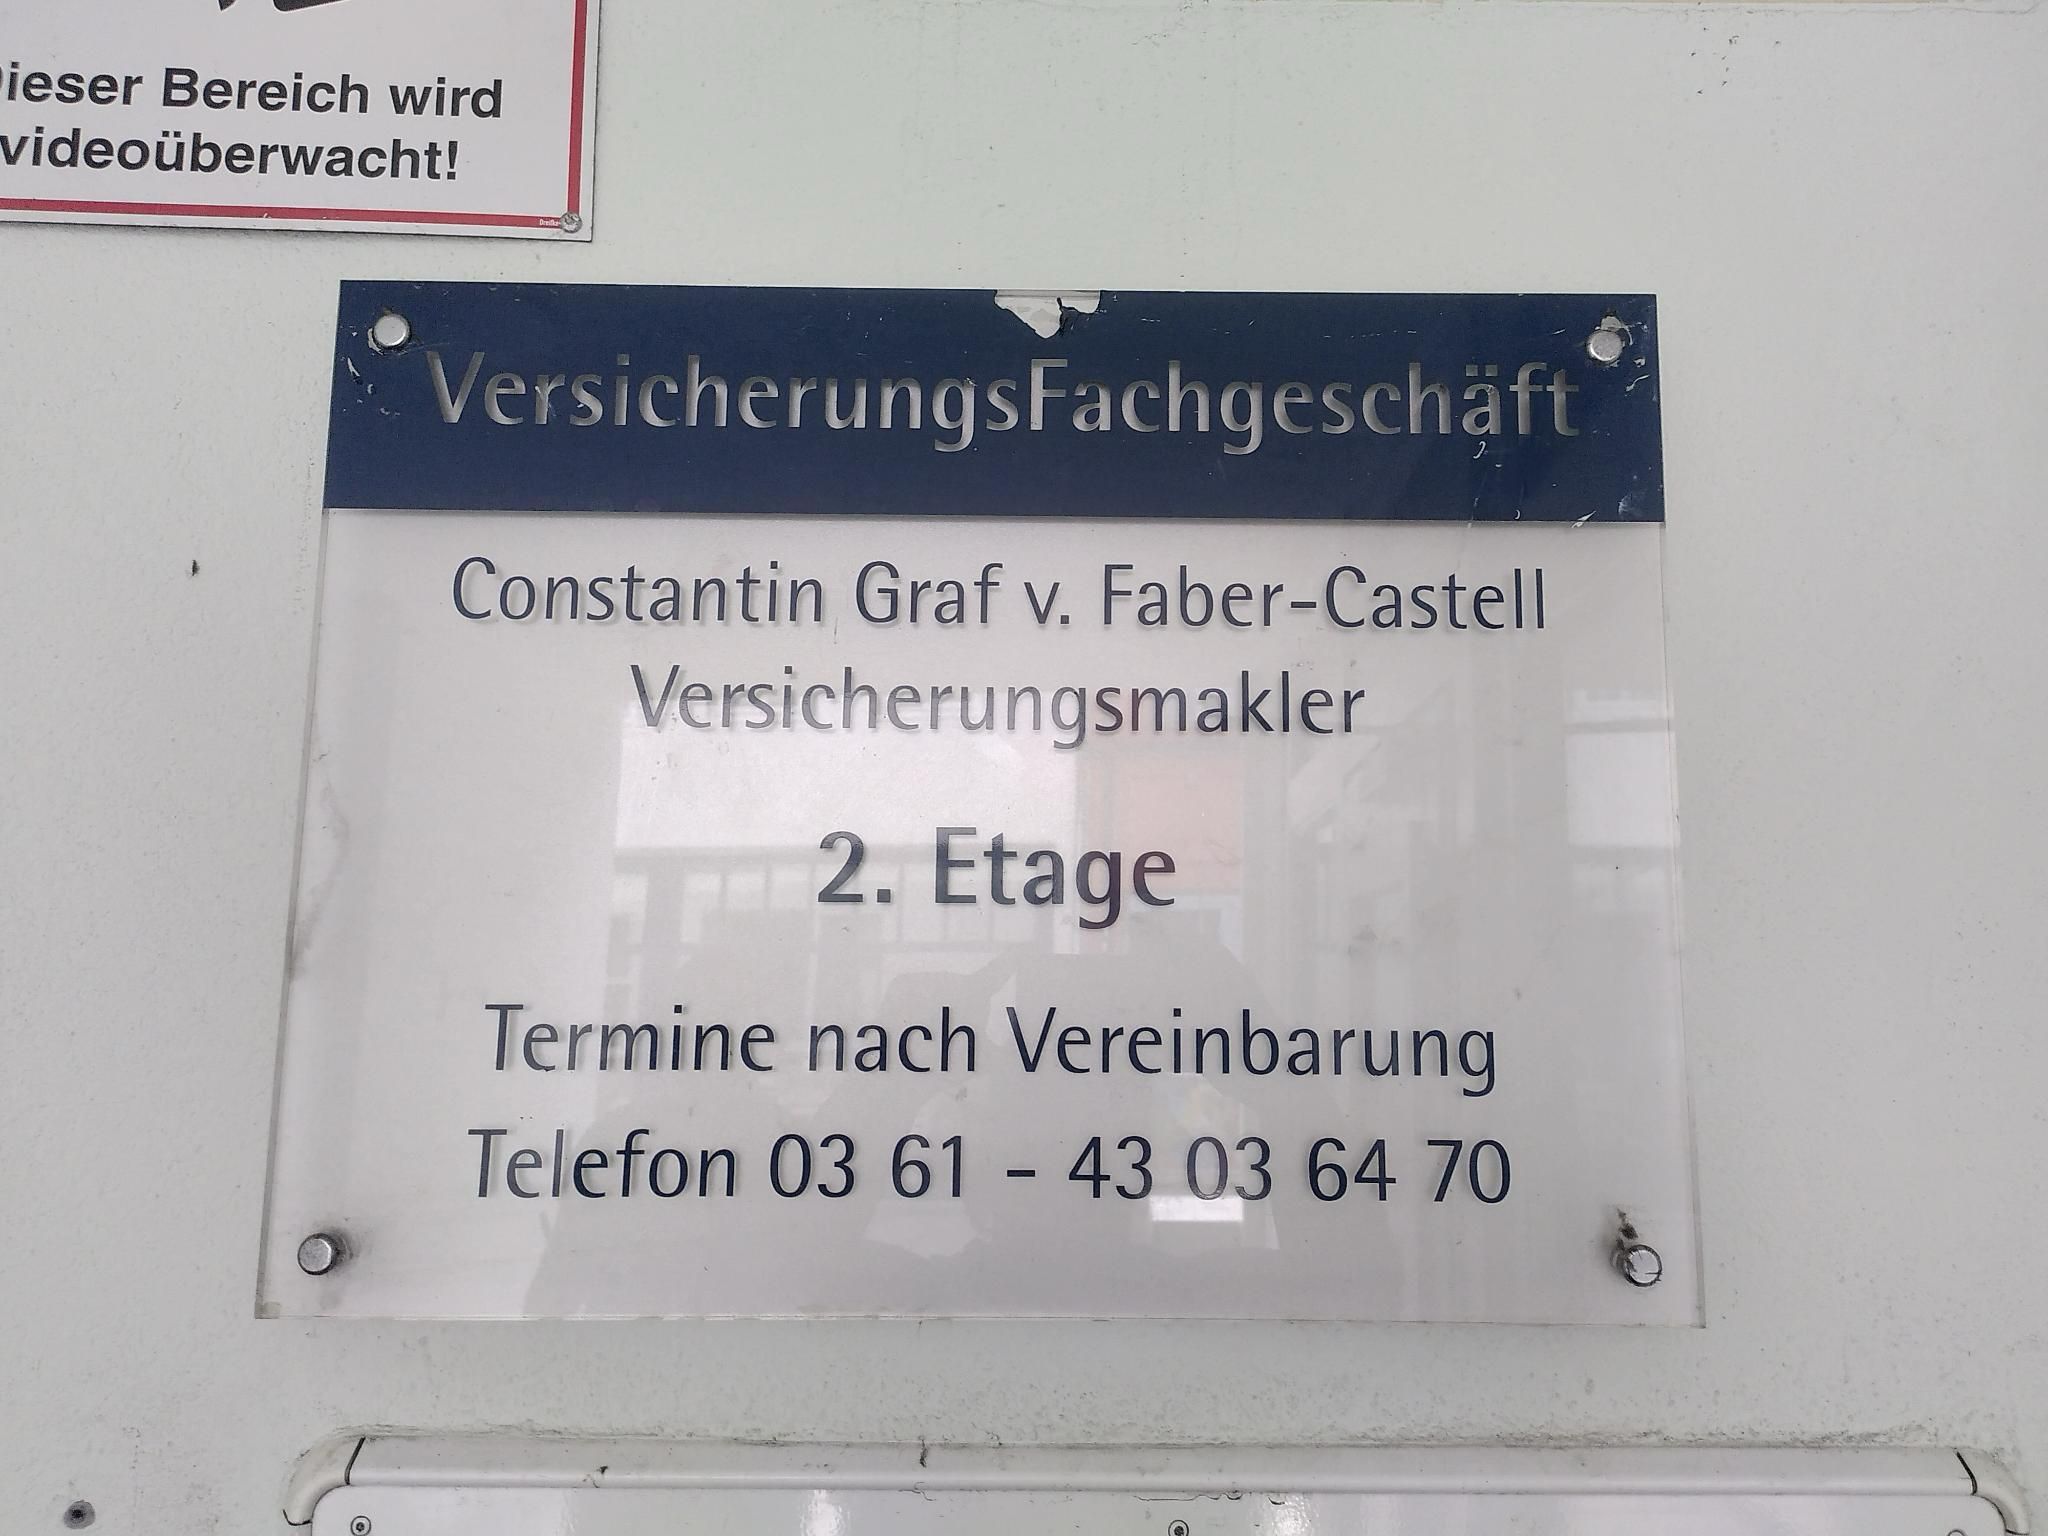 Dieser Bereich wird
videoüberwacht!
VersicherungsFachgeschäft
Constantin Graf v. Faber-Castell
Versicherungsmakler
2. Etage
Termine nach Vereinbarung
Telefon 03 61 - 43 03 64 70